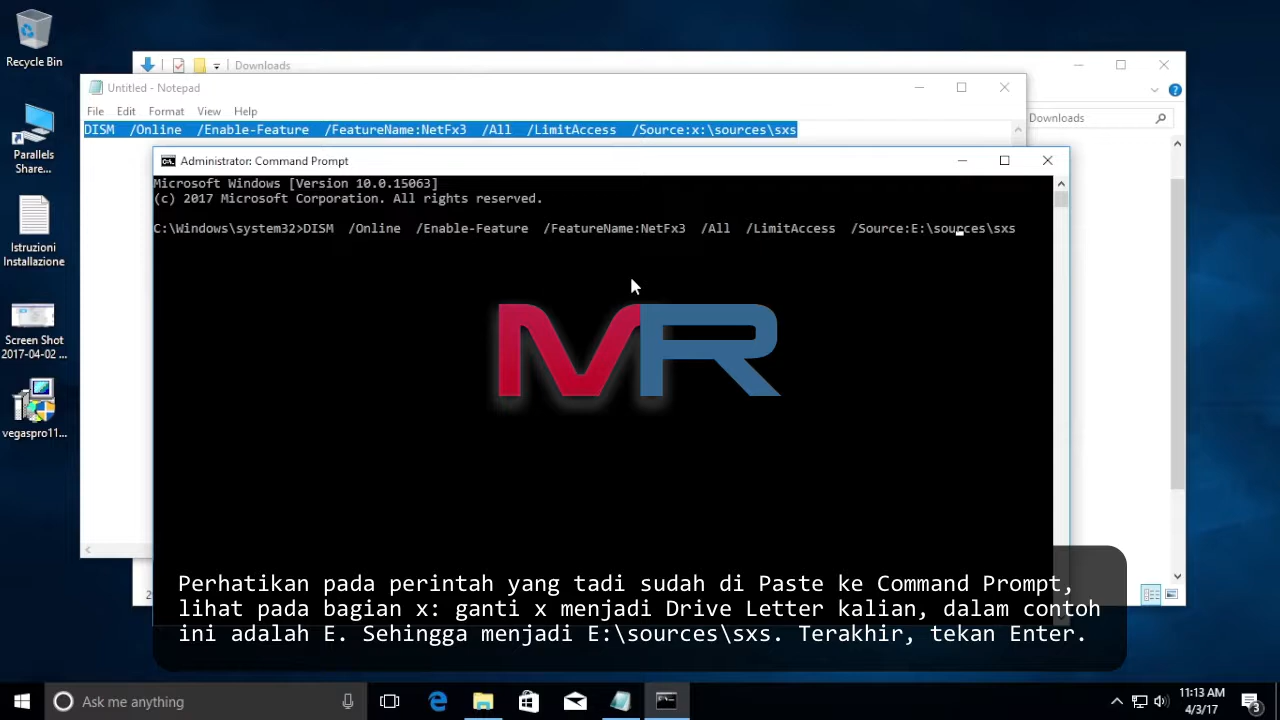 Recycle Bin
Downloads
Untitled - Notepad
File Edit Format View Help
Downloads
DISM  /Online  /Enable-Feature  /FeatureName:NetFx3  /All  /LimitAccess  /Source:x:\sources\sxs
Administrator: Command Prompt
Parallels
Share...
Microsoft Windows [Version 10.0.15063]
(c) 2017 Microsoft Corporation. All rights reserved.
C:\Windows\system32>DISM  /Online  /Enable-Feature  /FeatureName:NetFx3  /All  /LimitAccess  /Source:E:\sources\sxs
Istruzioni
Installazione
MR
Screen Shot
2017-04-02 ...
vegaspro11...
Perhatikan pada perintah yang tadi sudah di Paste ke Command Prompt,
lihat pada bagian x: ganti x menjadi Drive Letter kalian, dalam contoh
ini adalah E. Sehingga menjadi E:\sources\sxs. Terakhir, tekan Enter.
Ask me anything
11:13 AM
4/3/17
3